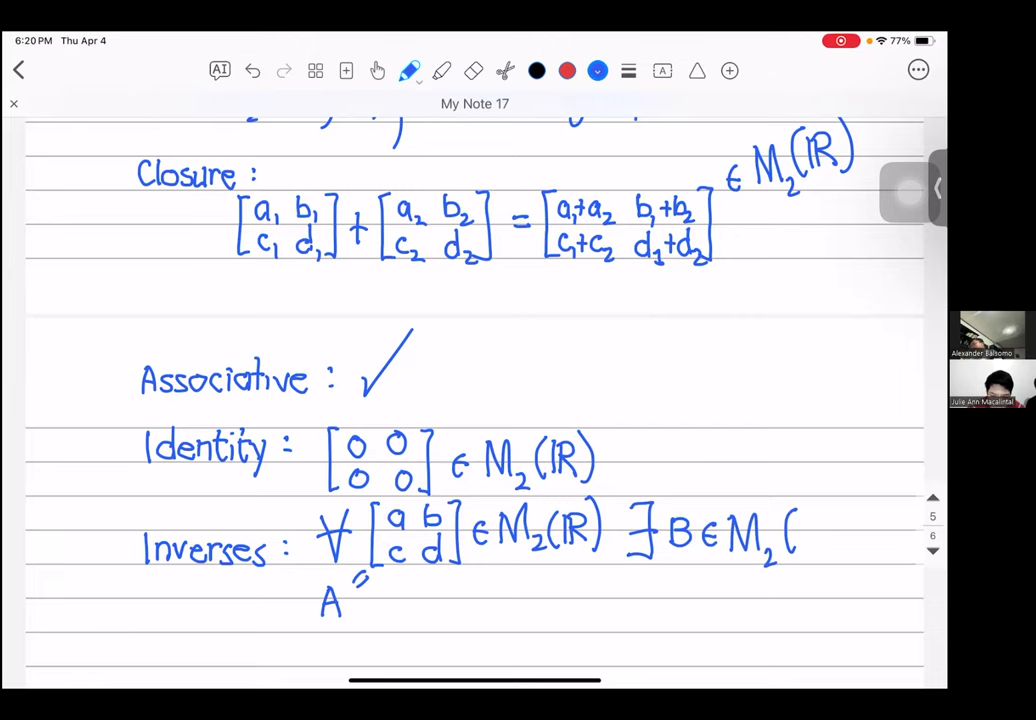 6:20 PM Thu Apr 4
77%
AI
A
My Note 17
Closure :
[a₁ b₁ c₁ d₁] + [a₂ b₂ c₂ d₂] = [a₁+a₂ b₁+b₂ c₁+c₂ d₁+d₂] ∈ M₂(ℝ)
Associative : ✓
Identity : [0 0 0 0] ∈ M₂(ℝ)
Inverses : ∀ [a b c d] ∈ M₂(ℝ) ∃ B ∈ M₂(
A =
5
6
Alexander Balsomo
Julie Ann Macalintal